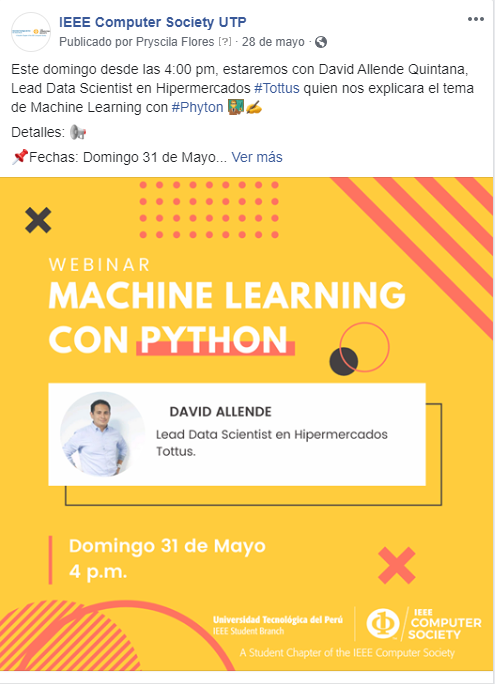 IEEE Computer Society UTP
Publicado por Pryscila Flores [?] · 28 de mayo ·
Este domingo desde las 4:00 pm, estaremos con David Allende Quintana,
Lead Data Scientist en Hipermercados #Tottus quien nos explicara el tema
de Machine Learning con #Phyton
Detalles:
Fechas: Domingo 31 de Mayo... Ver más
WEBINAR
MACHINE LEARNING
CON PYTHON
DAVID ALLENDE
Lead Data Scientist en Hipermercados
Tottus.
Domingo 31 de Mayo
4 p.m.
Universidad Tecnológica del Perú
IEEE Student Branch
IEEE
COMPUTER
SOCIETY
A Student Chapter of the IEEE Computer Society